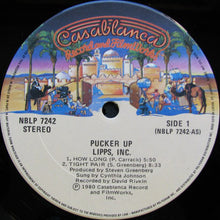 Casablanca
Record and FilmWorks
NBLP 7242
STEREO
SIDE 1
(NBLP 7242-AS)
PUCKER UP
LIPPS, INC.
1. HOW LONG (P. Carrack) 5:50
2. TIGHT PAIR (S. Greenberg) 8:33
Produced by Steven Greenberg
Sung by Cynthia Johnson
Recorded by David Rivkin
℗ 1980 Casablanca Record
and FilmWorks,
Inc.